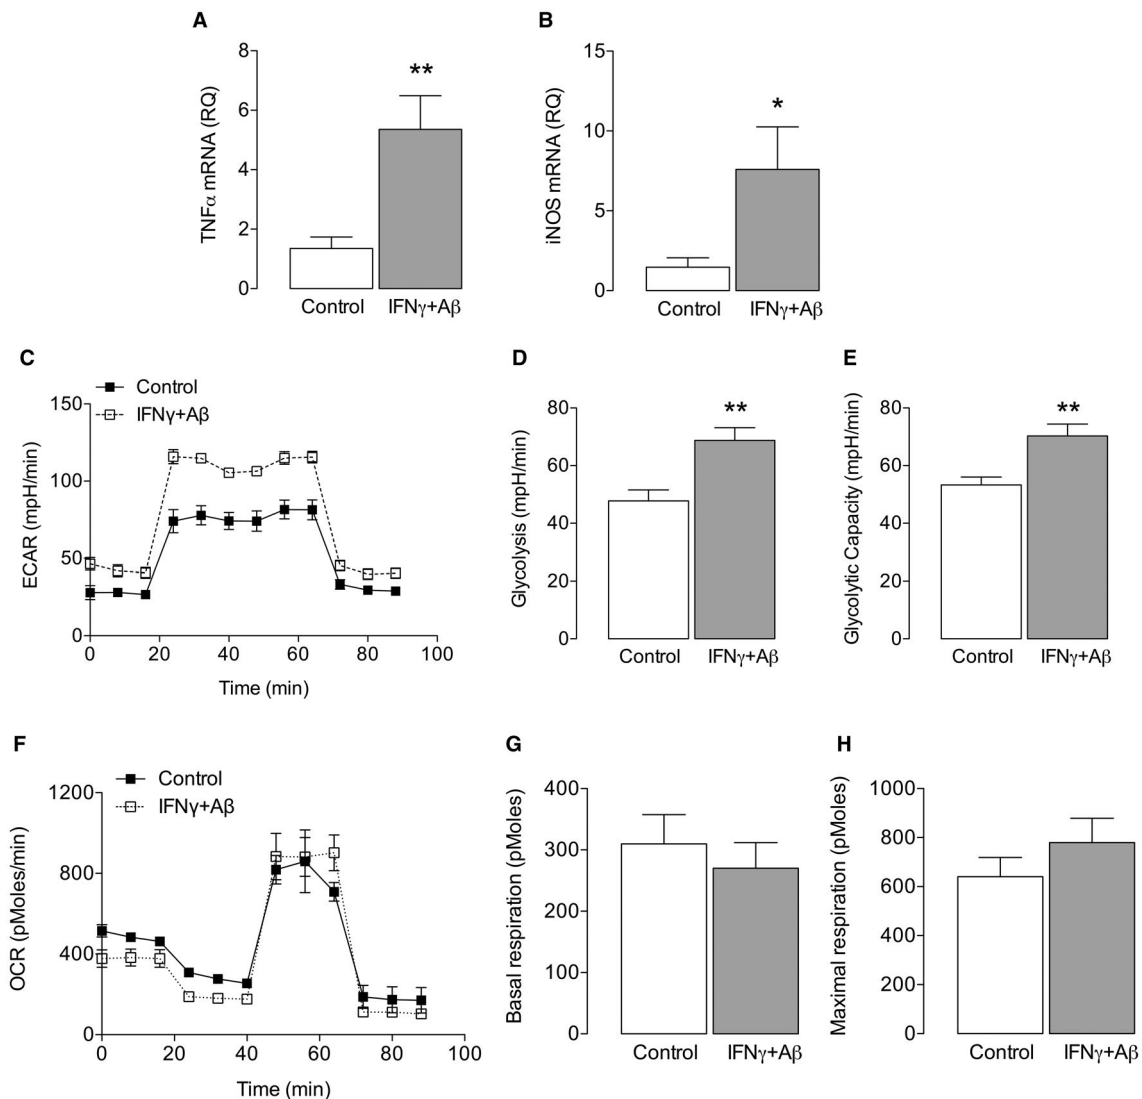 A
TNFα mRNA (RQ)
8
6
4
2
0
**
Control
IFNγ+Aβ
B
iNOS mRNA (RQ)
15
10
5
0
*
Control
IFNγ+Aβ
C
Control
IFNγ+Aβ
ECAR (mpH/min)
150
100
50
0
0 20 40 60 80 100
Time (min)
D
Glycolysis (mpH/min)
80
60
40
20
0
**
Control
IFNγ+Aβ
E
Glycolytic Capacity (mpH/min)
80
60
40
20
0
**
Control
IFNγ+Aβ
F
Control
IFNγ+Aβ
OCR (pMoles/min)
1200
800
400
0
0 20 40 60 80 100
Time (min)
G
Basal respiration (pMoles)
400
300
200
100
0
Control
IFNγ+Aβ
H
Maximal respiration (pMoles)
1000
800
600
400
200
0
Control
IFNγ+Aβ